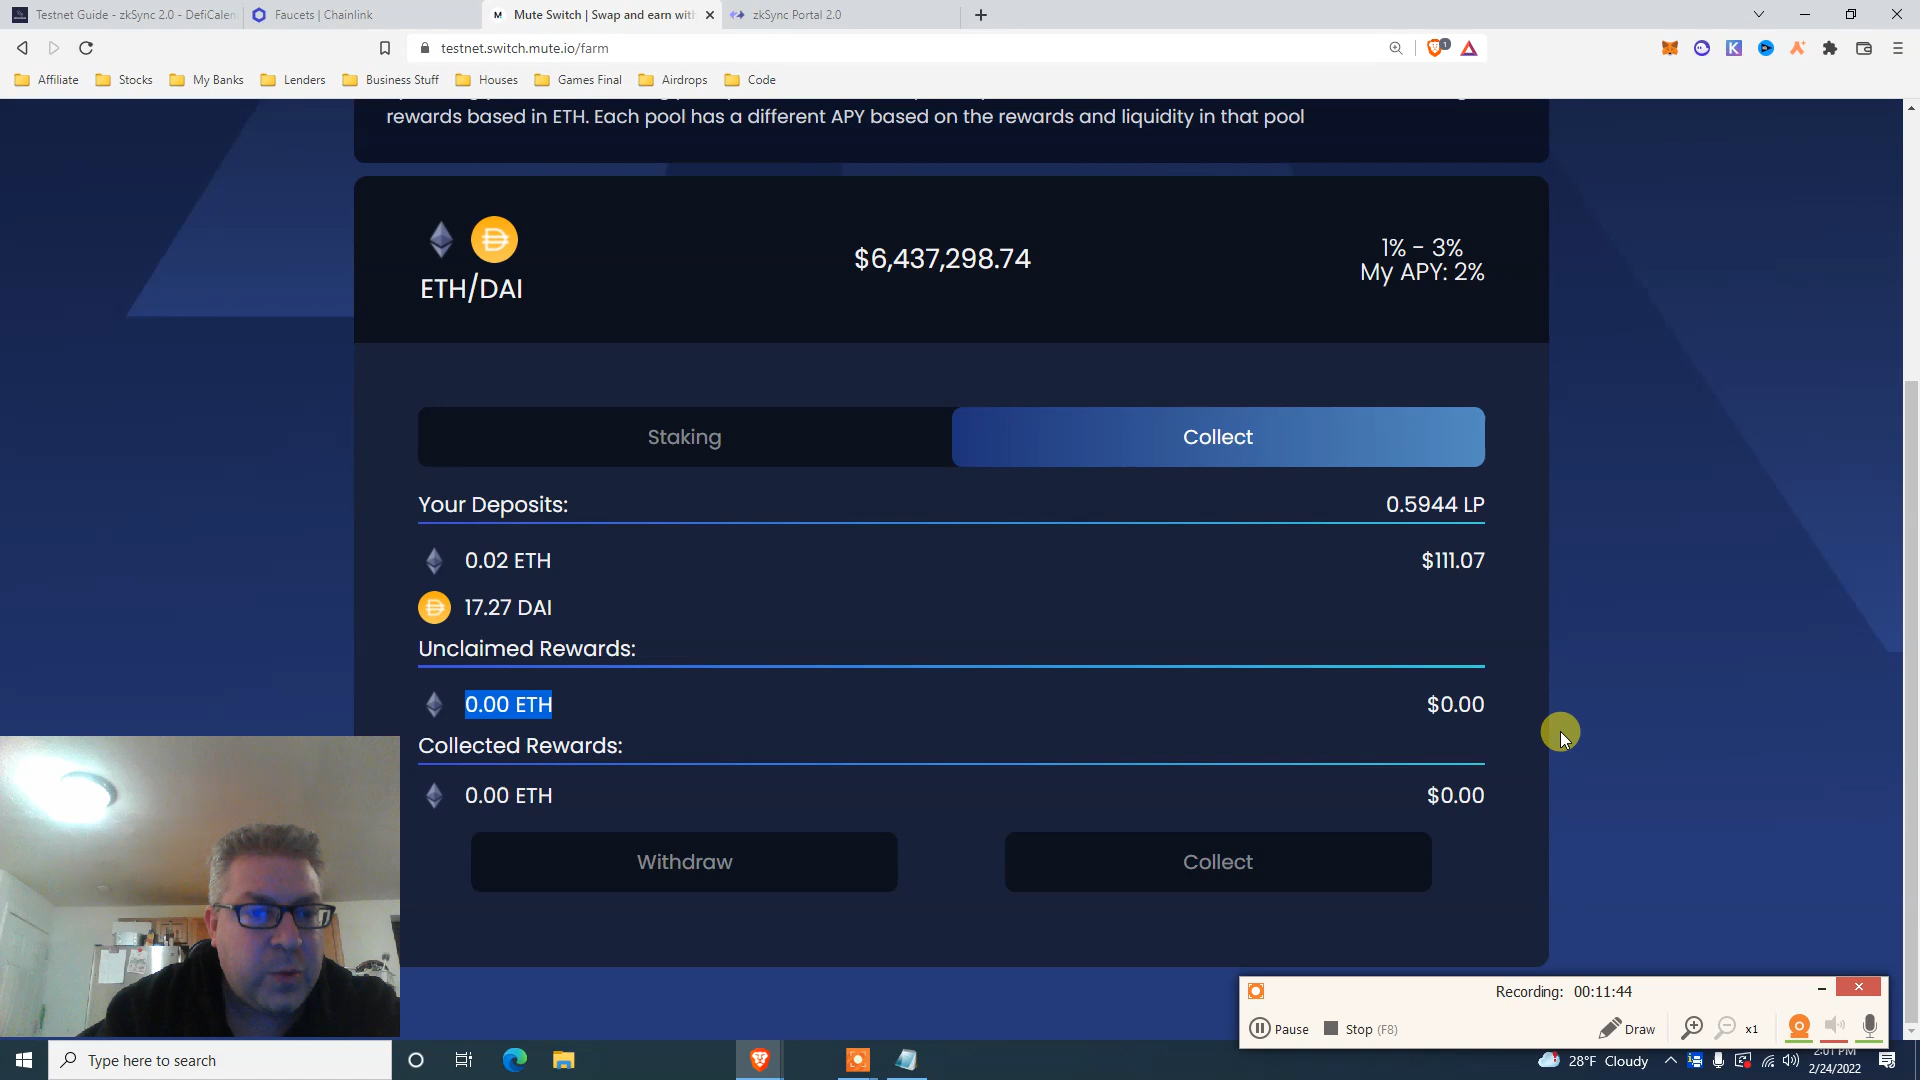 Testnet Guide - zkSync 2.0 - DefiCalen
Faucets | Chainlink
M
Mute Switch | Swap and earn with
zkSync Portal 2.0
testnet.switch.mute.io/farm
1
Affiliate
Stocks
My Banks
Lenders
Business Stuff
Houses
Games Final
Airdrops
Code
rewards based in ETH. Each pool has a different APY based on the rewards and liquidity in that pool
ETH/DAI
$6,437,298.74
1% - 3%
My APY: 2%
Staking
Collect
Your Deposits:
0.5944 LP
0.02 ETH
$111.07
17.27 DAI
Unclaimed Rewards:
0.00 ETH
$0.00
Collected Rewards:
0.00 ETH
$0.00
Withdraw
Collect
Recording: 00:11:44
Pause
Stop (F8)
Draw
x1
Type here to search
28°F Cloudy
2:01 PM
2/24/2022